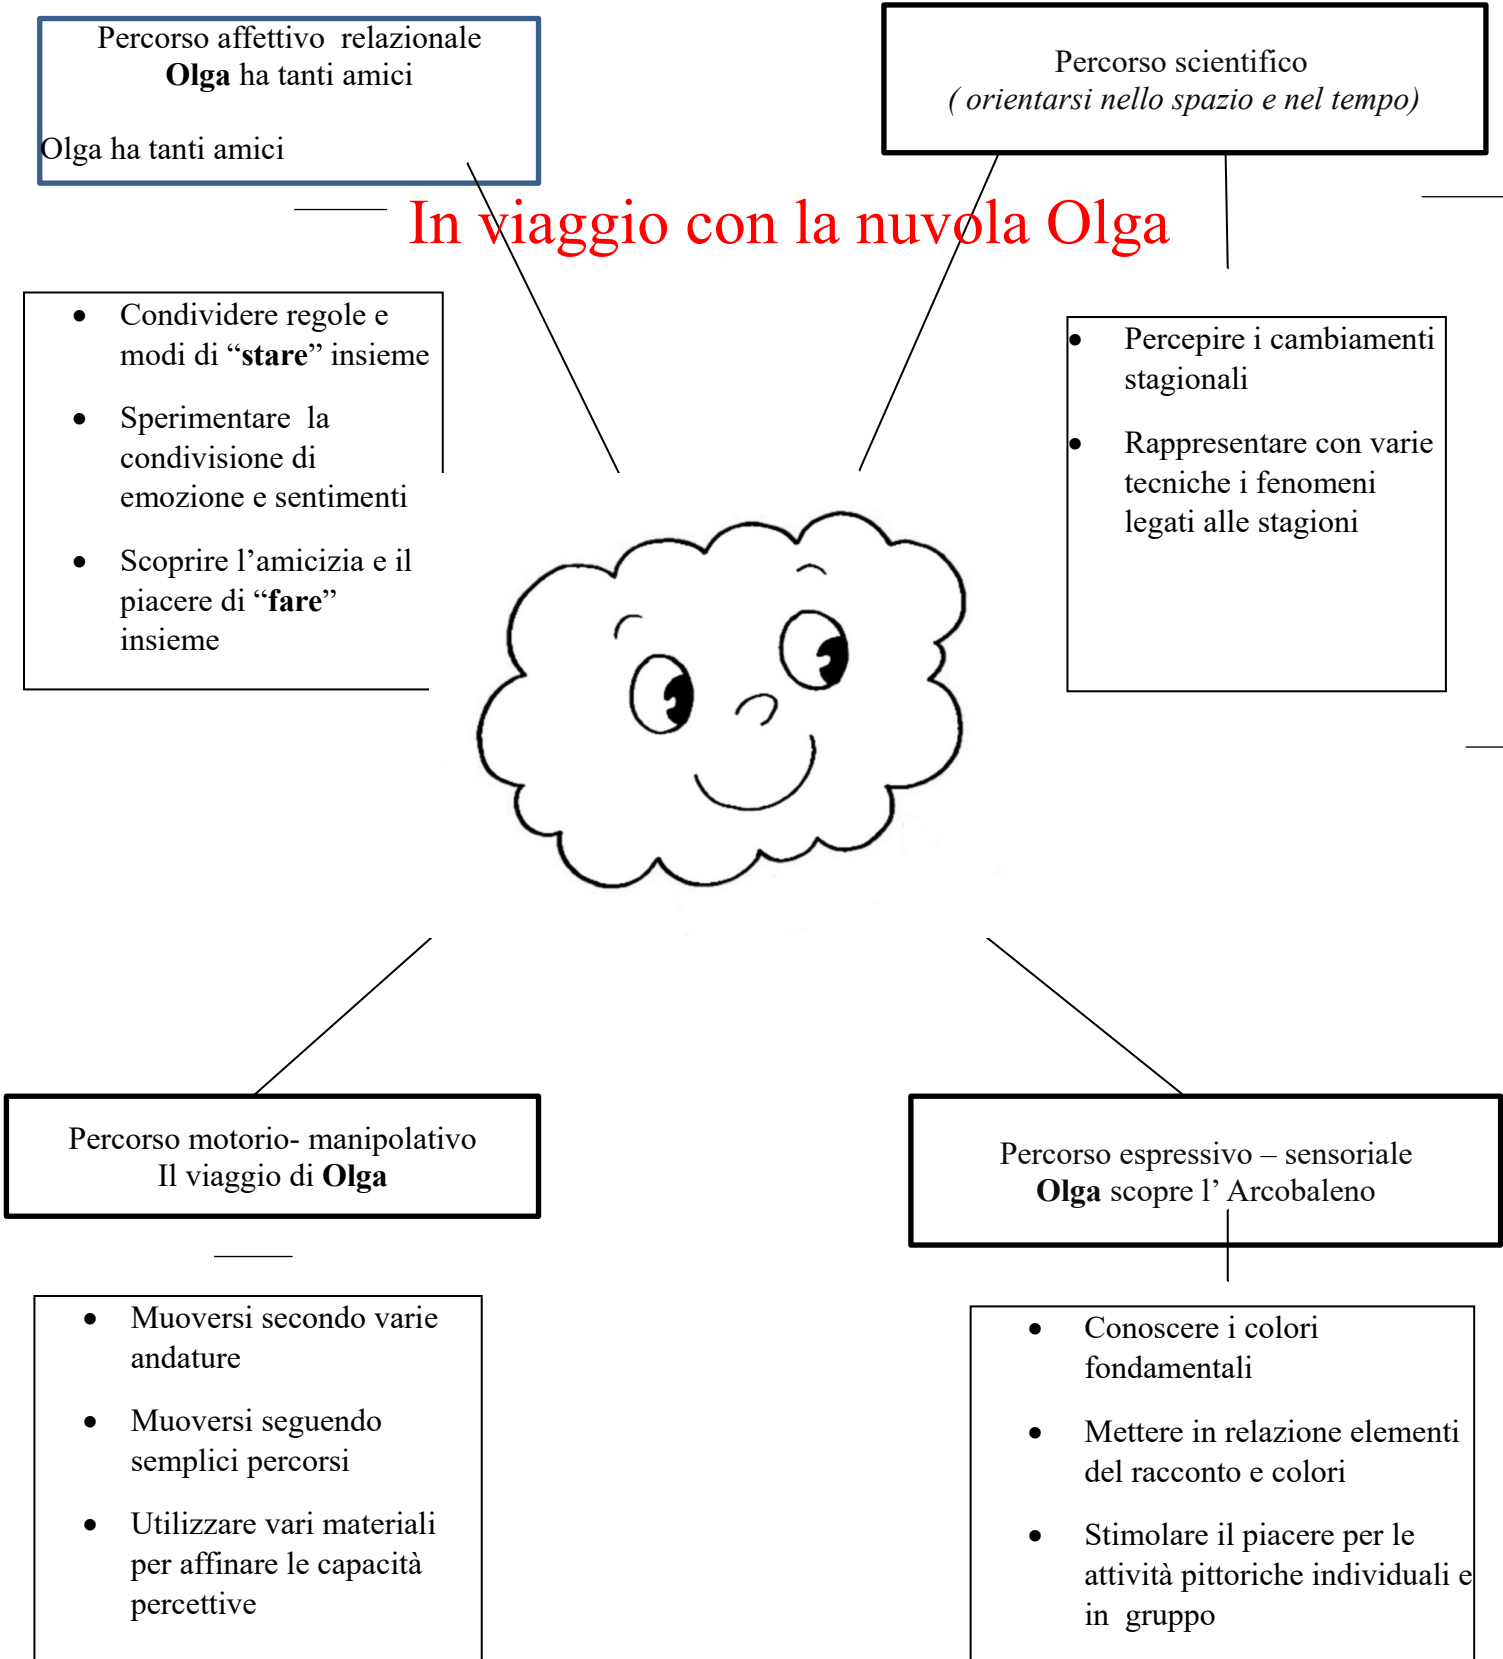 Percorso affettivo  relazionale
Olga ha tanti amici
Olga ha tanti amici
Percorso scientifico
( orientarsi nello spazio e nel tempo)
In viaggio con la nuvola Olga
• Condividere regole e
modi di “stare” insieme
• Sperimentare  la
condivisione di
emozione e sentimenti
• Scoprire l’amicizia e il
piacere di “fare”
insieme
• Percepire i cambiamenti
stagionali
• Rappresentare con varie
tecniche i fenomeni
legati alle stagioni
Percorso motorio- manipolativo
Il viaggio di Olga
Percorso espressivo – sensoriale
Olga scopre l’ Arcobaleno
• Muoversi secondo varie
andature
• Muoversi seguendo
semplici percorsi
• Utilizzare vari materiali
per affinare le capacità
percettive
• Conoscere i colori
fondamentali
• Mettere in relazione elementi
del racconto e colori
• Stimolare il piacere per le
attività pittoriche individuali e
in  gruppo